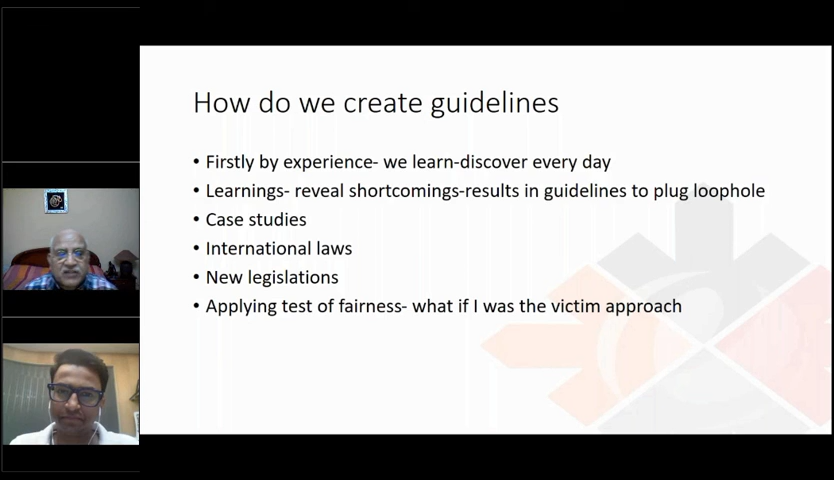 How do we create guidelines
• Firstly by experience- we learn-discover every day
• Learnings- reveal shortcomings-results in guidelines to plug loophole
• Case studies
• International laws
• New legislations
• Applying test of fairness- what if I was the victim approach